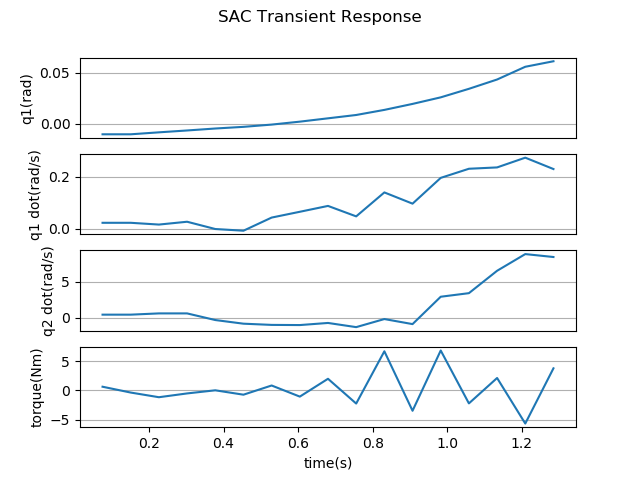 SAC Transient Response
q1(rad)
0.05
0.00
q1 dot(rad/s)
0.2
0.0
q2 dot(rad/s)
5
0
torque(Nm)
5
0
−5
0.2 0.4 0.6 0.8 1.0 1.2
time(s)